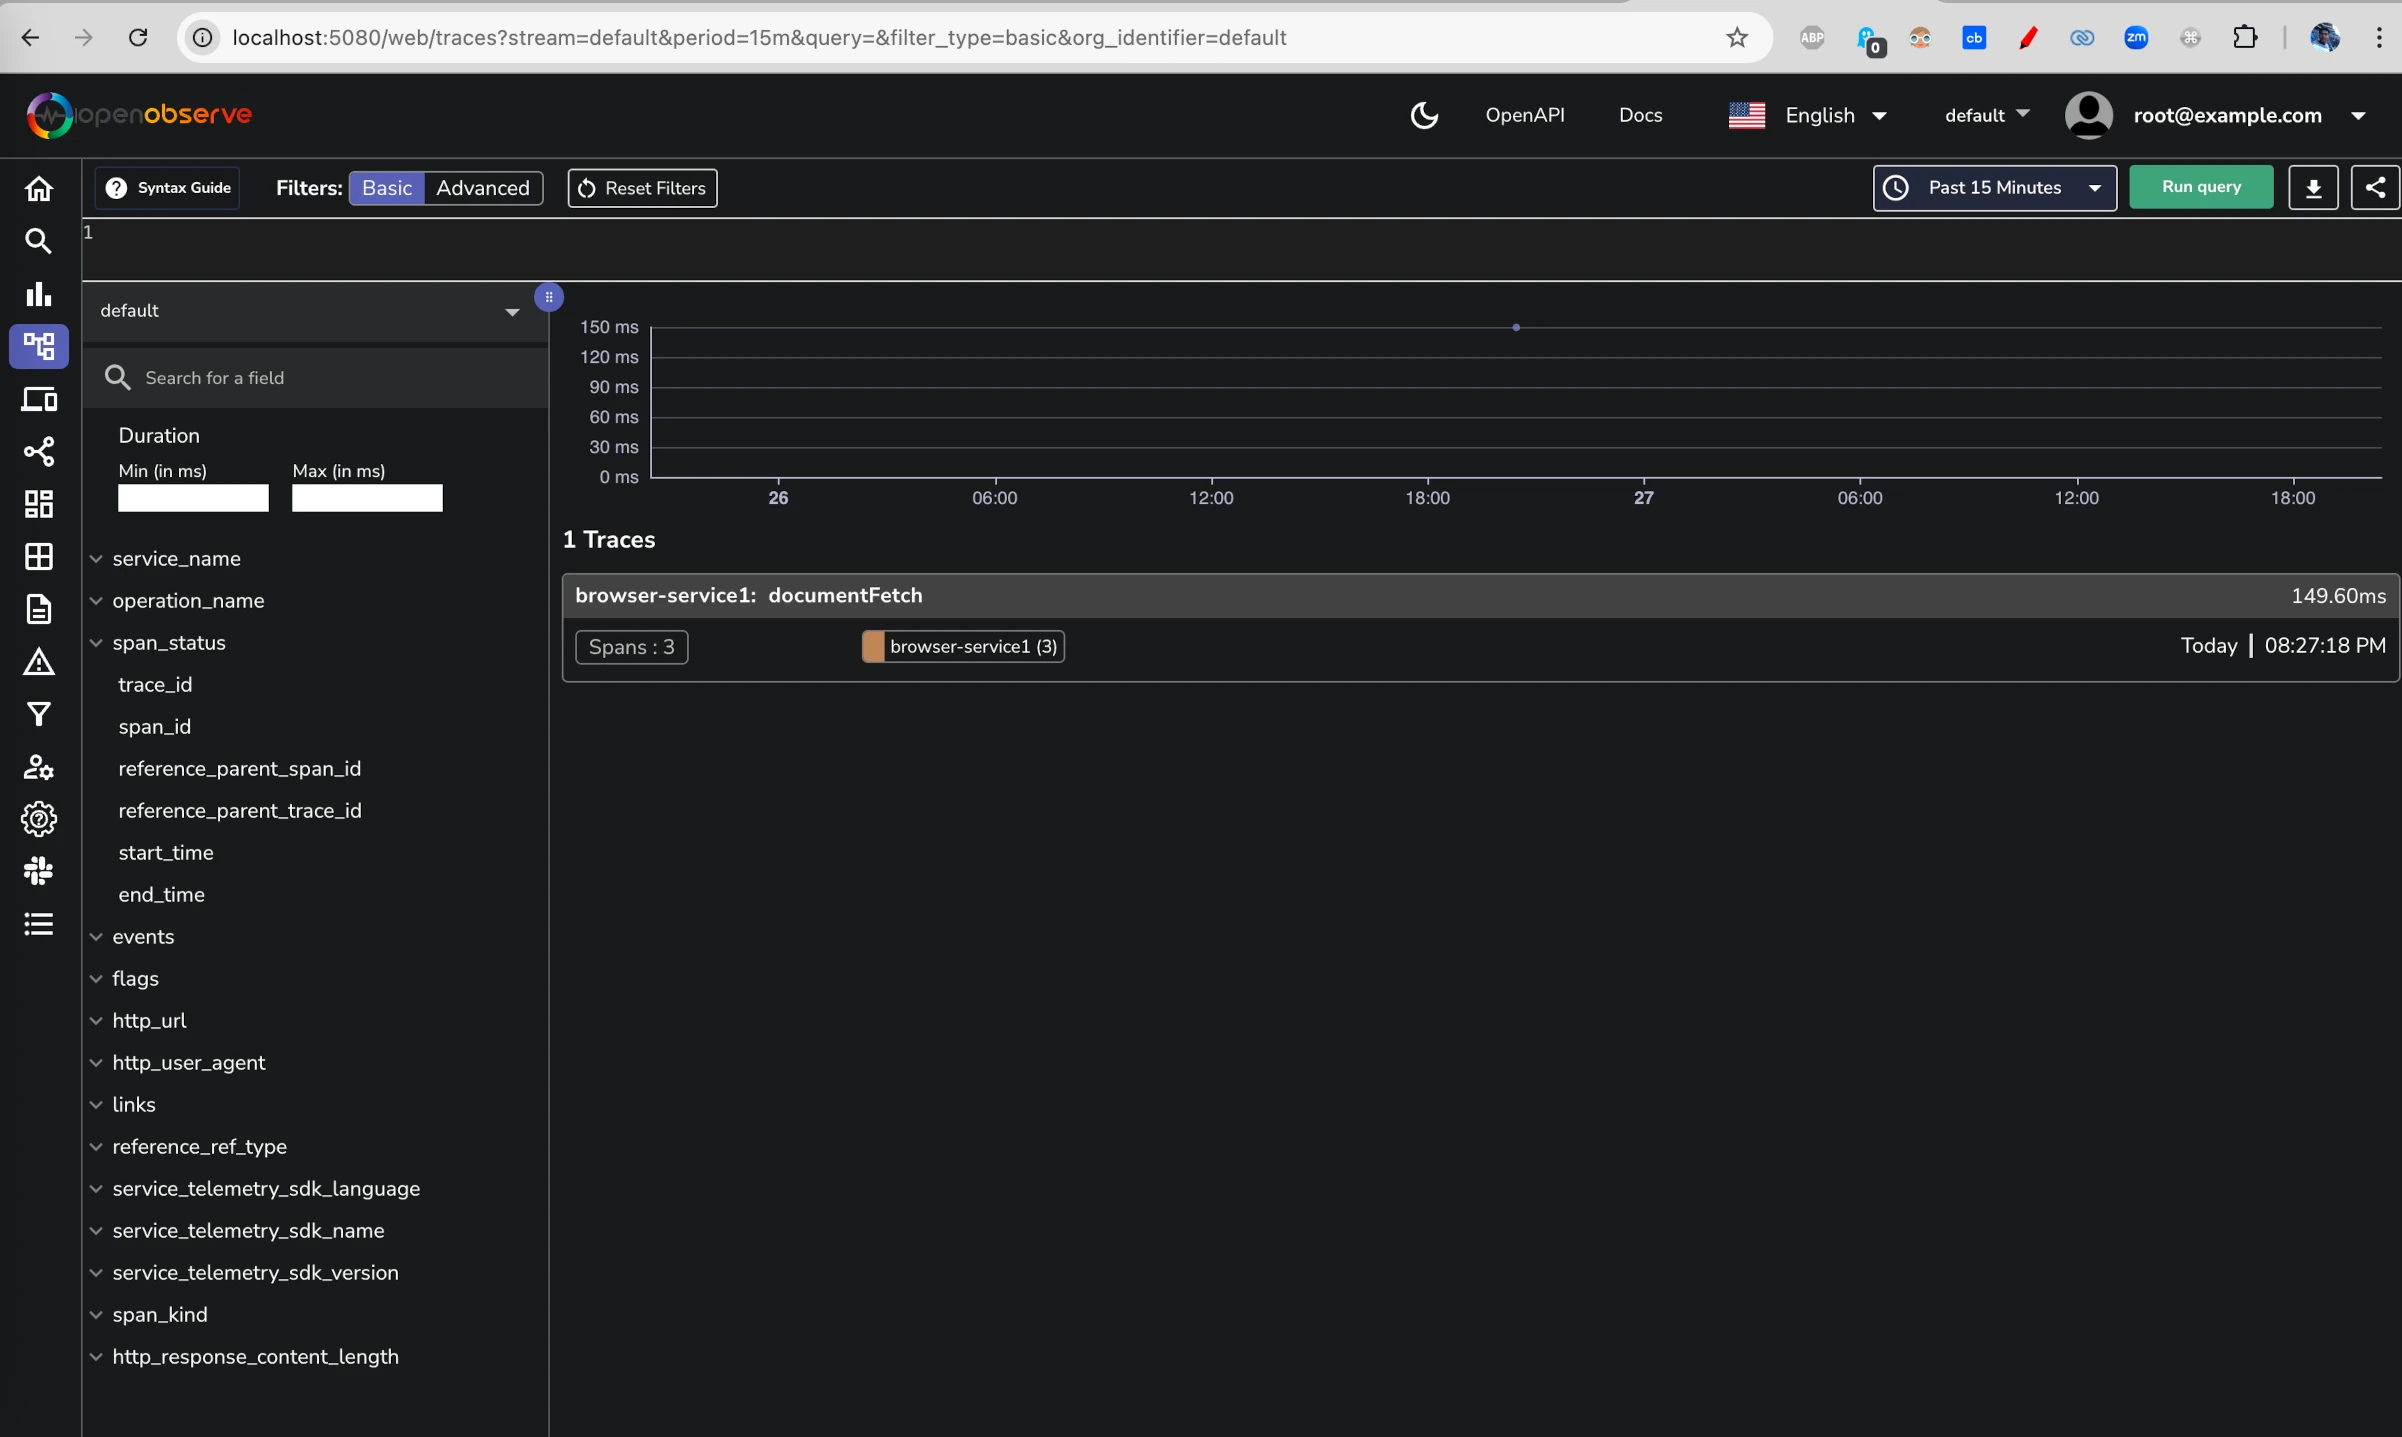 localhost:5080/web/traces?stream=default&period=15m&query=&filter_type=basic&org_identifier=default
ABP
0
cb
zm
openobserve
OpenAPI
Docs
English
default
root@example.com
Syntax Guide
Filters:
Basic
Advanced
Reset Filters
Past 15 Minutes
Run query
1
default
Search for a field
Duration
Min (in ms)
Max (in ms)
service_name
operation_name
span_status
trace_id
span_id
reference_parent_span_id
reference_parent_trace_id
start_time
end_time
events
flags
http_url
http_user_agent
links
reference_ref_type
service_telemetry_sdk_language
service_telemetry_sdk_name
service_telemetry_sdk_version
span_kind
http_response_content_length
150 ms
120 ms
90 ms
60 ms
30 ms
0 ms
26
06:00
12:00
18:00
27
06:00
12:00
18:00
1 Traces
browser-service1: documentFetch
149.60ms
Spans : 3
browser-service1 (3)
Today | 08:27:18 PM